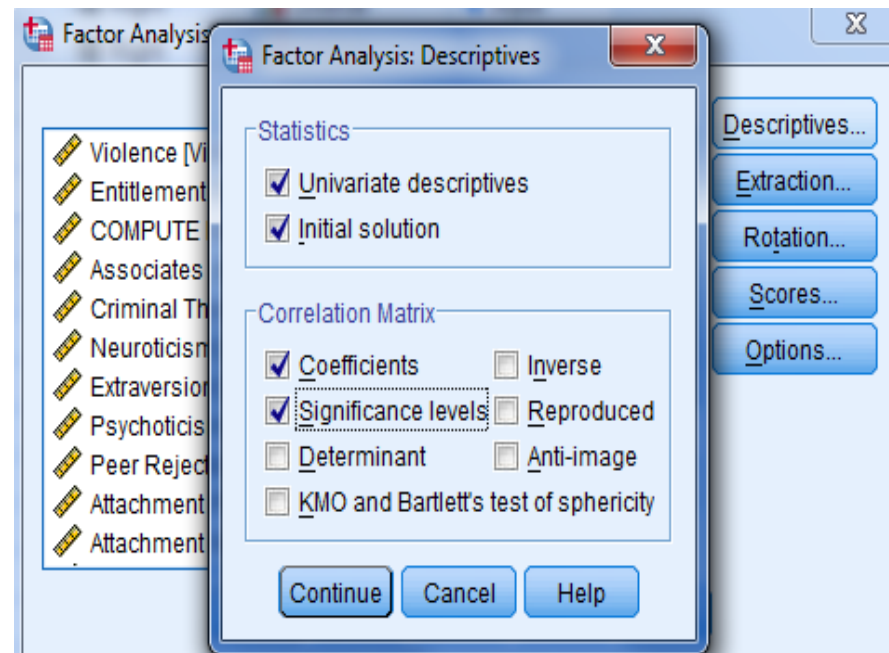 Factor Analysis
Factor Analysis: Descriptives
Violence [Vi
Entitlement
COMPUTE
Associates
Criminal Th
Neuroticism
Extraversion
Psychoticis
Peer Reject
Attachment
Attachment
Statistics
Univariate descriptives
Initial solution
Correlation Matrix
Coefficients
Inverse
Significance levels
Reproduced
Determinant
Anti-image
KMO and Bartlett's test of sphericity
Continue
Cancel
Help
Descriptives...
Extraction...
Rotation...
Scores...
Options...